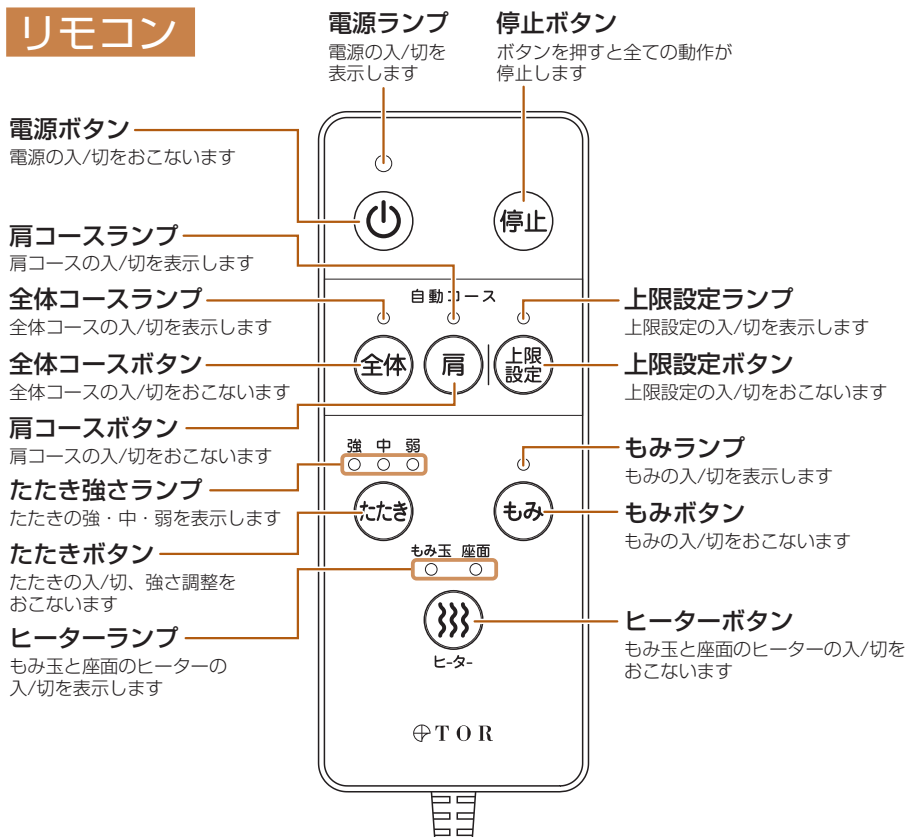 リモコン
電源ランプ
電源の入/切を
表示します
停止ボタン
ボタンを押すと全ての動作が
停止します
電源ボタン
電源の入/切をおこないます
肩コースランプ
肩コースの入/切を表示します
全体コースランプ
全体コースの入/切を表示します
全体コースボタン
全体コースの入/切をおこないます
肩コースボタン
肩コースの入/切をおこないます
たたき強さランプ
たたきの強・中・弱を表示します
たたきボタン
たたきの入/切、強さ調整を
おこないます
ヒーターランプ
もみ玉と座面のヒーターの
入/切を表示します
停止
自動コース
全体
肩
上限
設定
強 中 弱
たたき
もみ
もみ玉 座面
ヒーター
TOR
上限設定ランプ
上限設定の入/切を表示します
上限設定ボタン
上限設定の入/切をおこないます
もみランプ
もみの入/切を表示します
もみボタン
もみの入/切をおこないます
ヒーターボタン
もみ玉と座面のヒーターの入/切を
おこないます